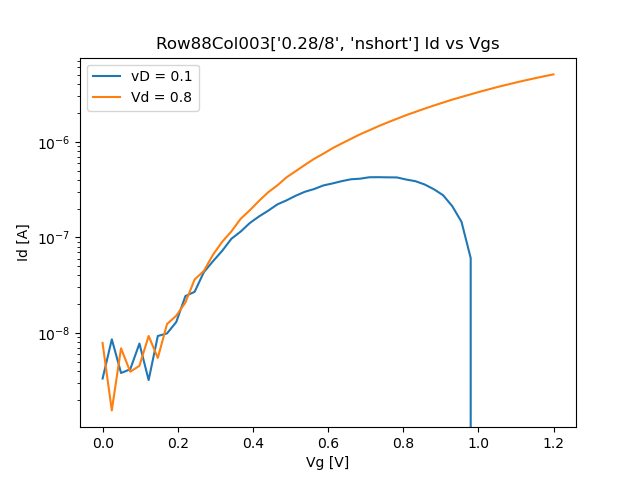 Row88Col003['0.28/8', 'nshort'] Id vs Vgs
vD = 0.1
Vd = 0.8
Id [A]
10⁻⁶
10⁻⁷
10⁻⁸
0.0 0.2 0.4 0.6 0.8 1.0 1.2
Vg [V]